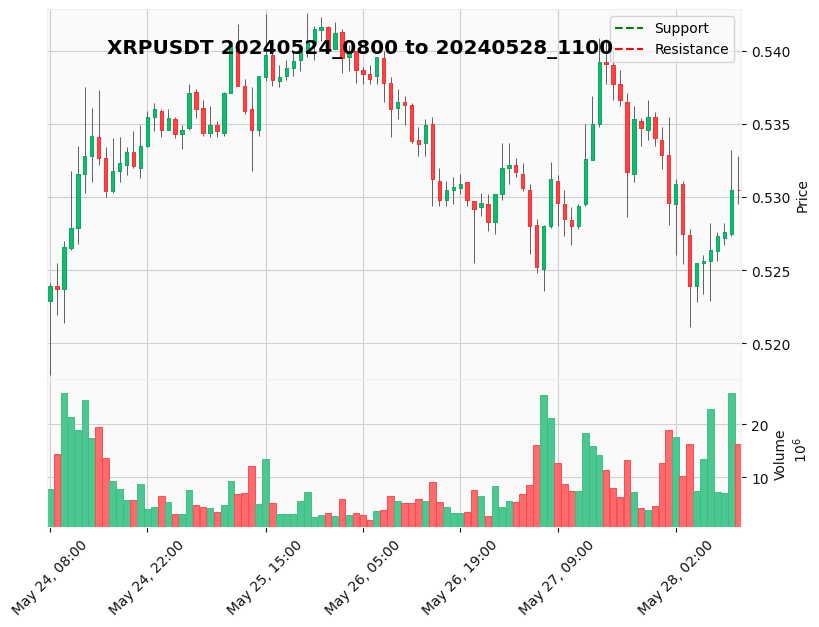 XRPUSDT 20240524_0800 to 20240528_1100
Support
Resistance
0.540
0.535
0.530
0.525
0.520
Price
20
10
Volume
10^6
May 24, 08:00
May 24, 22:00
May 25, 15:00
May 26, 05:00
May 26, 19:00
May 27, 09:00
May 28, 02:00